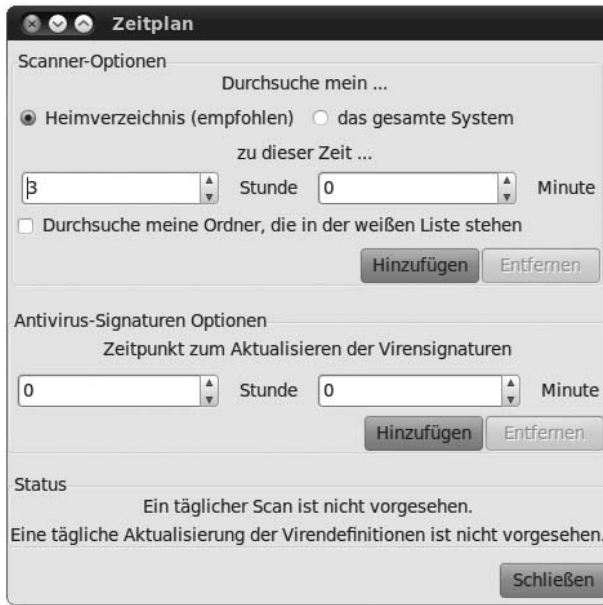 Zeitplan
Scanner-Optionen
Durchsuche mein ...
Heimverzeichnis (empfohlen) das gesamte System
zu dieser Zeit ...
3 Stunde 0 Minute
Durchsuche meine Ordner, die in der weißen Liste stehen
Hinzufügen Entfernen
Antivirus-Signaturen Optionen
Zeitpunkt zum Aktualisieren der Virensignaturen
0 Stunde 0 Minute
Hinzufügen Entfernen
Status
Ein täglicher Scan ist nicht vorgesehen.
Eine tägliche Aktualisierung der Virendefinitionen ist nicht vorgesehen.
Schließen